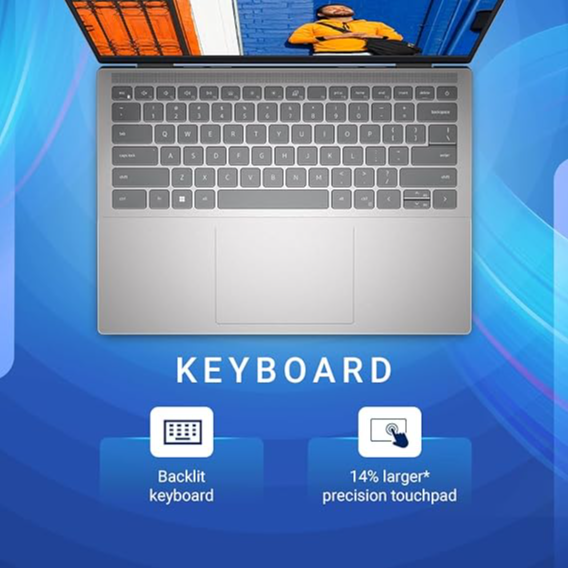 Q W E R T Y U I O P
A S D F G H J K L
Z X C V B N M
KEYBOARD
Backlit
keyboard
14% larger*
precision touchpad